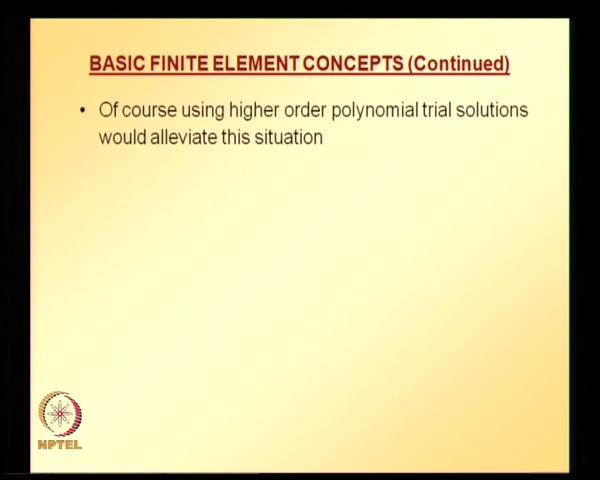 BASIC FINITE ELEMENT CONCEPTS (Continued)
• Of course using higher order polynomial trial solutions
would alleviate this situation
NPTEL